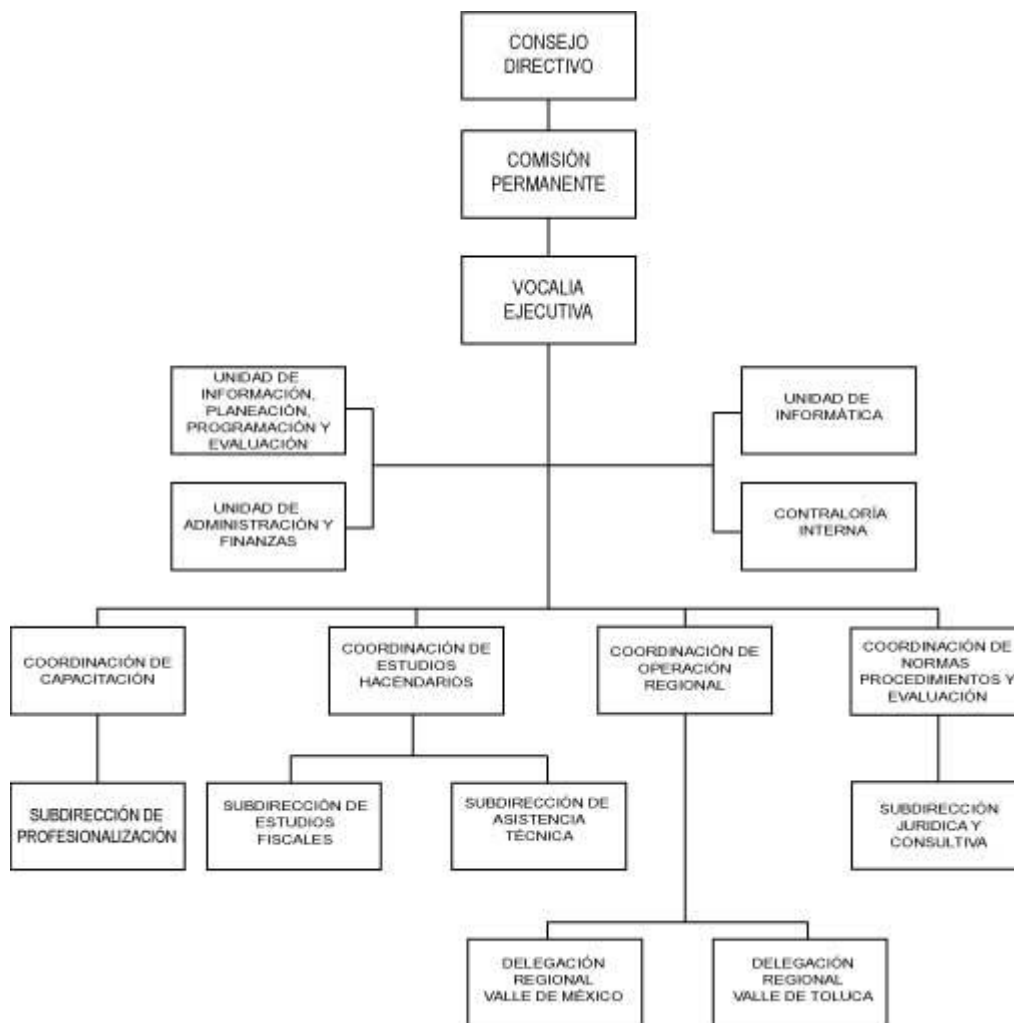 CONSEJO
DIRECTIVO
COMISIÓN
PERMANENTE
VOCALIA
EJECUTIVA
UNIDAD DE
INFORMACIÓN,
PLANEACIÓN,
PROGRAMACIÓN Y
EVALUACIÓN
UNIDAD DE
INFORMÁTICA
UNIDAD DE
ADMINISTRACIÓN Y
FINANZAS
CONTRALORÍA
INTERNA
COORDINACIÓN DE
CAPACITACIÓN
COORDINACIÓN DE
ESTUDIOS
HACENDARIOS
COORDINACIÓN DE
OPERACIÓN
REGIONAL
COORDINACIÓN DE
NORMAS
PROCEDIMIENTOS Y
EVALUACIÓN
SUBDIRECCIÓN DE
PROFESIONALIZACIÓN
SUBDIRECCIÓN DE
ESTUDIOS
FISCALES
SUBDIRECCIÓN DE
ASISTENCIA
TÉCNICA
SUBDIRECCIÓN
JURIDICA Y
CONSULTIVA
DELEGACIÓN
REGIONAL
VALLE DE MÉXICO
DELEGACIÓN
REGIONAL
VALLE DE TOLUCA